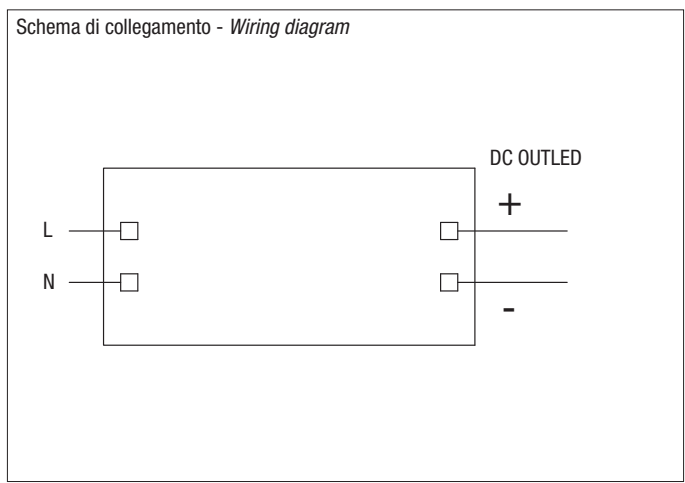 Schema di collegamento - Wiring diagram
DC OUTLED
+
L
N
-